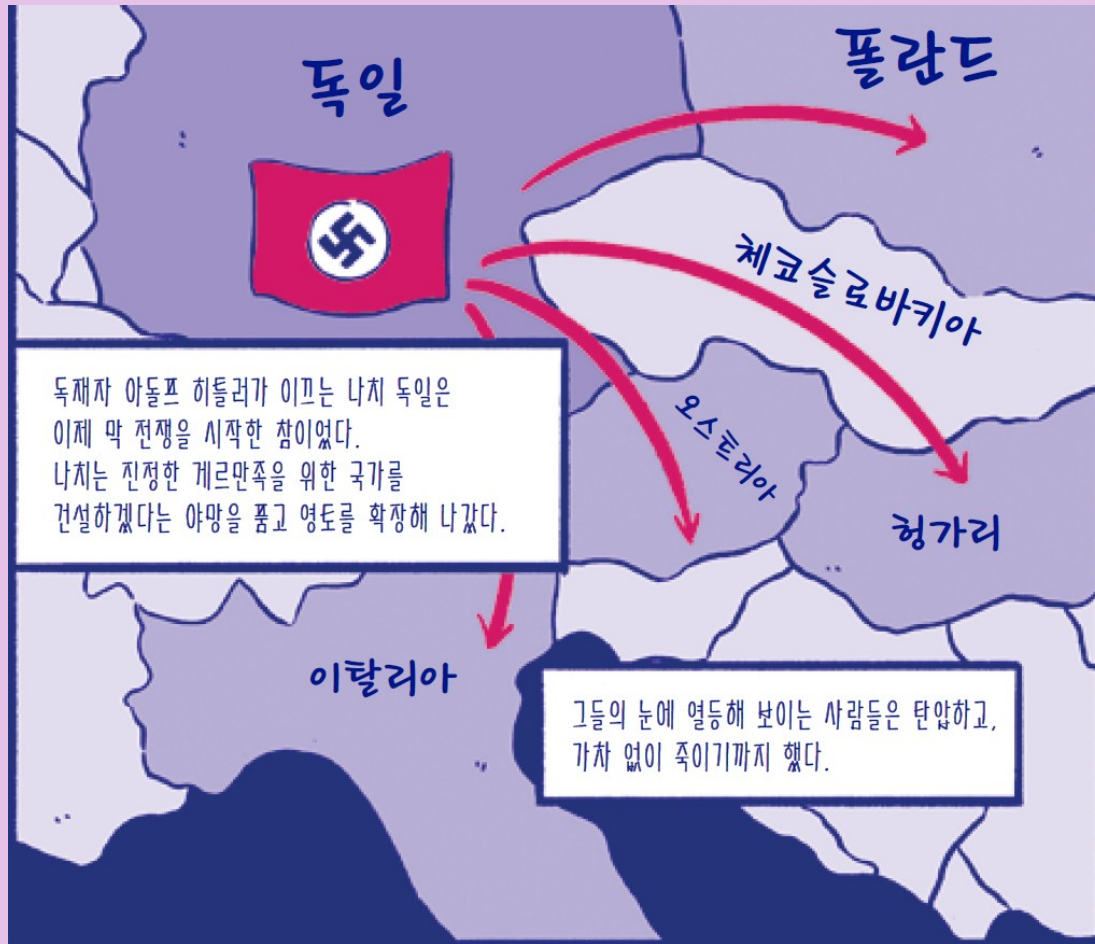 독일
폴란드
체코슬로바키아
오스트리아
헝가리
독재자 아돌프 히틀러가 이끄는 나치 독일은
이제 막 전쟁을 시작한 참이었다.
나치는 진정한 게르만족을 위한 국가를
건설하겠다는 야망을 품고 영토를 확장해 나갔다.
이탈리아
그들의 눈에 열등해 보이는 사람들은 탄압하고,
가차 없이 죽이기까지 했다.